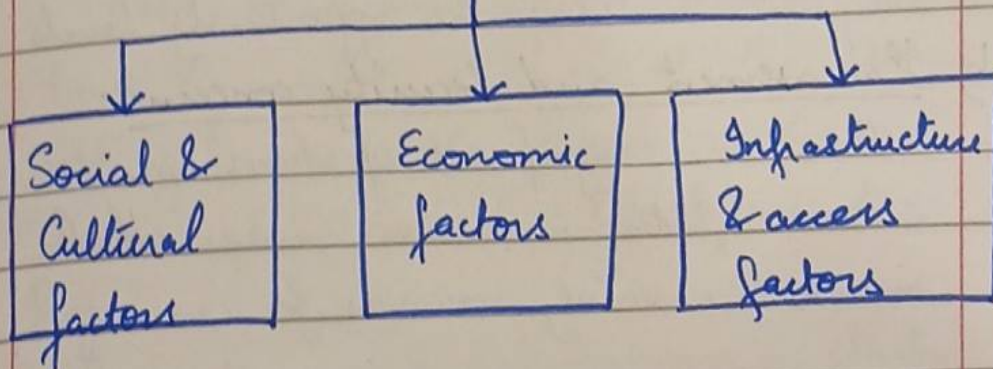 Social &
Cultural
factors
Economic
factors
Infrastructure
& access
factors